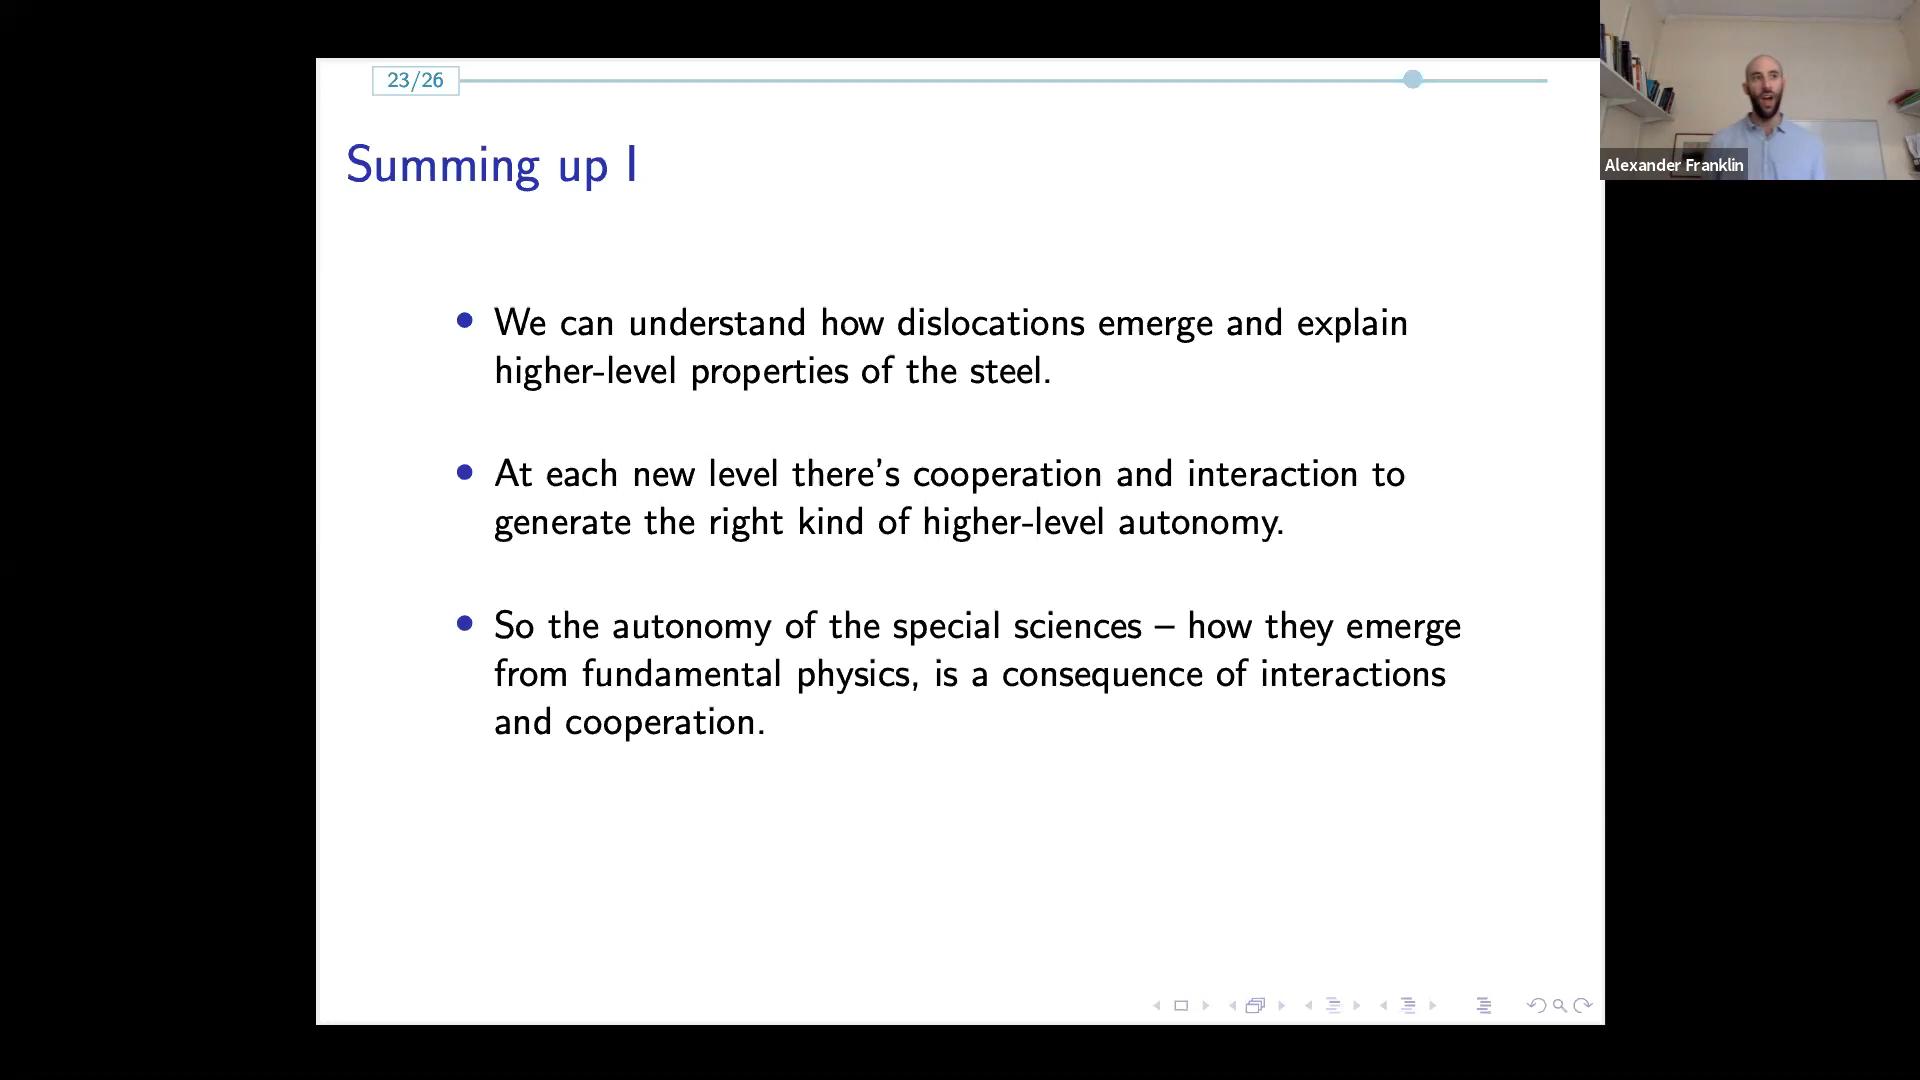 23/26
Alexander Franklin
Summing up I
We can understand how dislocations emerge and explain
higher-level properties of the steel.
At each new level there's cooperation and interaction to
generate the right kind of higher-level autonomy.
So the autonomy of the special sciences – how they emerge
from fundamental physics, is a consequence of interactions
and cooperation.